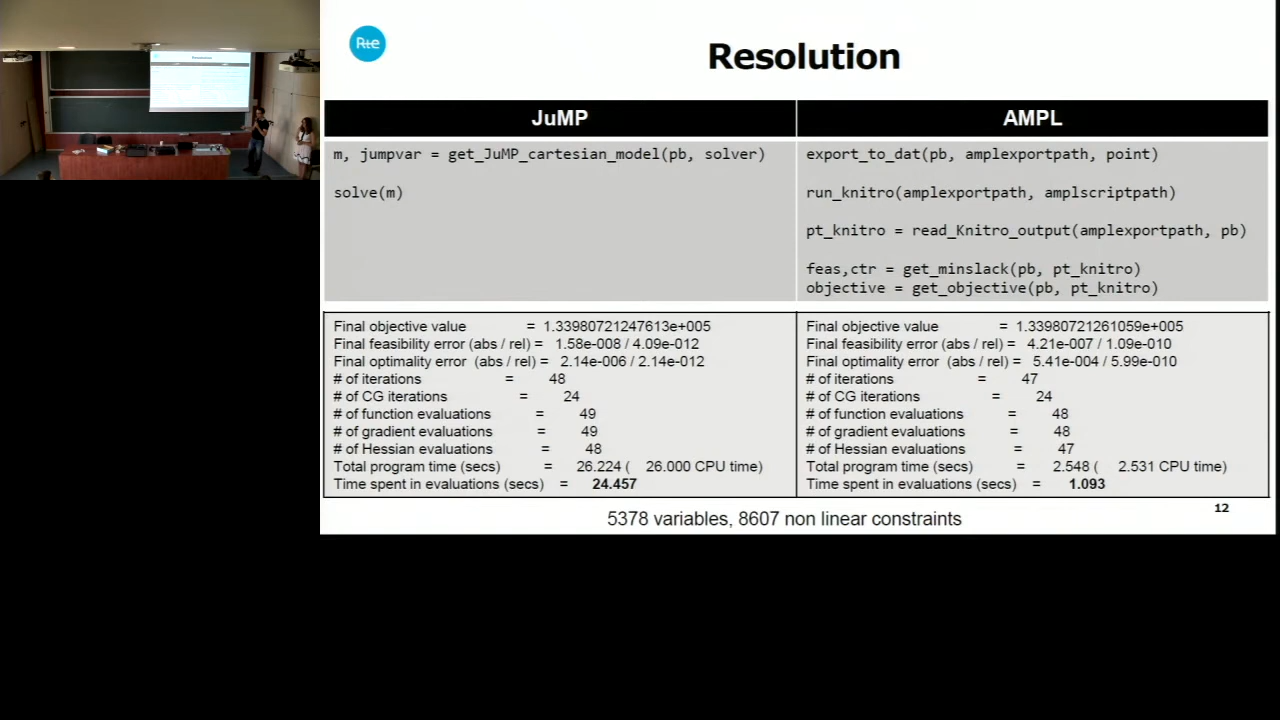 Rte
Resolution
JuMP
AMPL
m, jumpvar = get_JuMP_cartesian_model(pb, solver)
solve(m)
export_to_dat(pb, amplexportpath, point)
run_knitro(amplexportpath, amplscriptpath)
pt_knitro = read_Knitro_output(amplexportpath, pb)
feas,ctr = get_minslack(pb, pt_knitro)
objective = get_objective(pb, pt_knitro)
Final objective value = 1.33980721247613e+005
Final feasibility error (abs / rel) = 1.58e-008 / 4.09e-012
Final optimality error (abs / rel) = 2.14e-006 / 2.14e-012
# of iterations = 48
# of CG iterations = 24
# of function evaluations = 49
# of gradient evaluations = 49
# of Hessian evaluations = 48
Total program time (secs) = 26.224 ( 26.000 CPU time)
Time spent in evaluations (secs) = 24.457
Final objective value = 1.33980721261059e+005
Final feasibility error (abs / rel) = 4.21e-007 / 1.09e-010
Final optimality error (abs / rel) = 5.41e-004 / 5.99e-010
# of iterations = 47
# of CG iterations = 24
# of function evaluations = 48
# of gradient evaluations = 48
# of Hessian evaluations = 47
Total program time (secs) = 2.548 ( 2.531 CPU time)
Time spent in evaluations (secs) = 1.093
12
5378 variables, 8607 non linear constraints